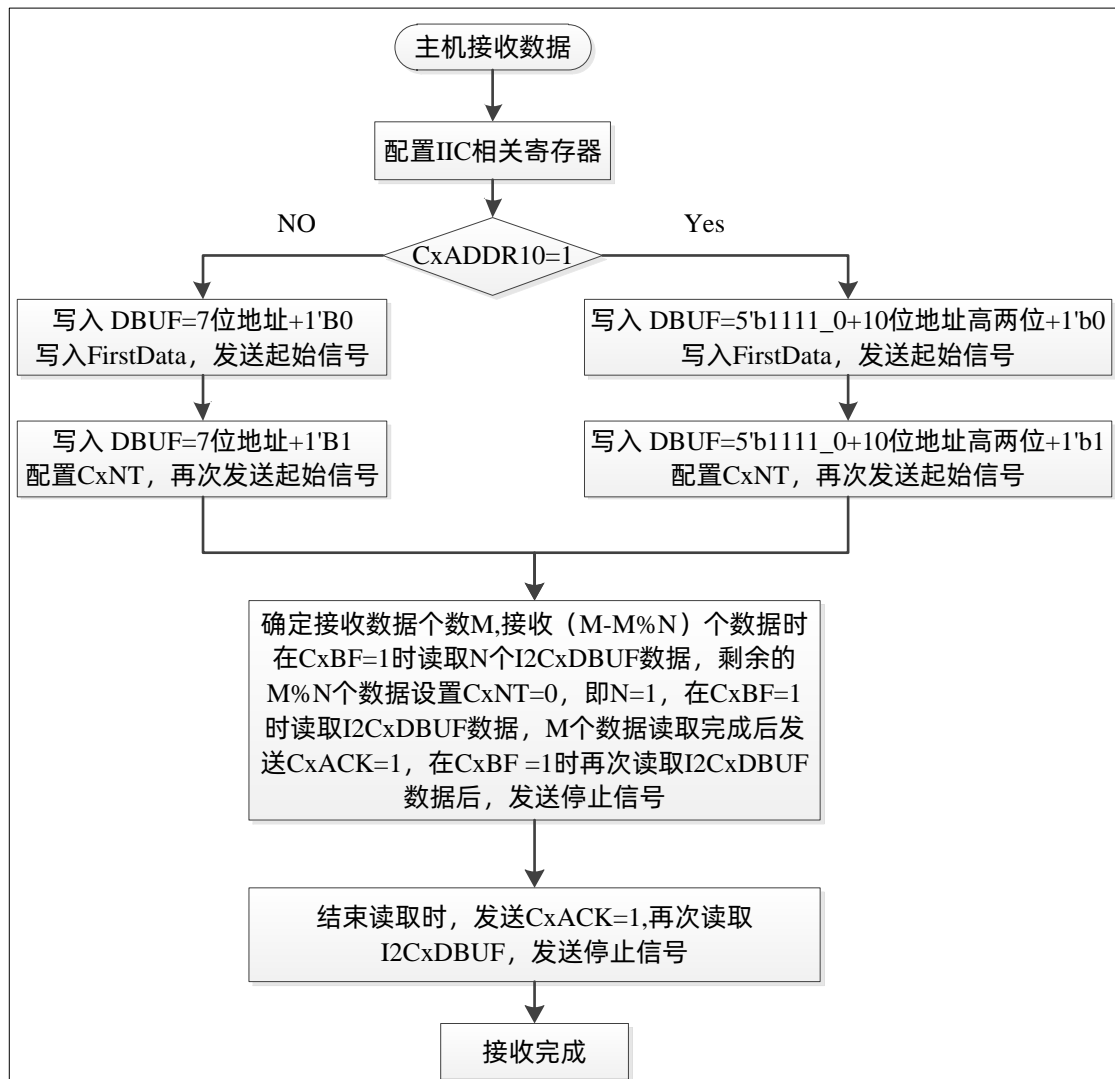 主机接收数据
配置IIC相关寄存器
NO
Yes
CxADDR10=1
写入 DBUF=7位地址+1'B0
写入FirstData，发送起始信号
写入 DBUF=5'b1111_0+10位地址高两位+1'b0
写入FirstData，发送起始信号
写入 DBUF=7位地址+1'B1
配置CxNT，再次发送起始信号
写入 DBUF=5'b1111_0+10位地址高两位+1'b1
配置CxNT，再次发送起始信号
确定接收数据个数M,接收（M-M%N）个数据时
在CxBF=1时读取N个I2CxDBUF数据，剩余的
M%N个数据设置CxNT=0，即N=1，在CxBF=1
时读取I2CxDBUF数据，M个数据读取完成后发
送CxACK=1，在CxBF =1时再次读取I2CxDBUF
数据后，发送停止信号
结束读取时，发送CxACK=1,再次读取
I2CxDBUF，发送停止信号
接收完成